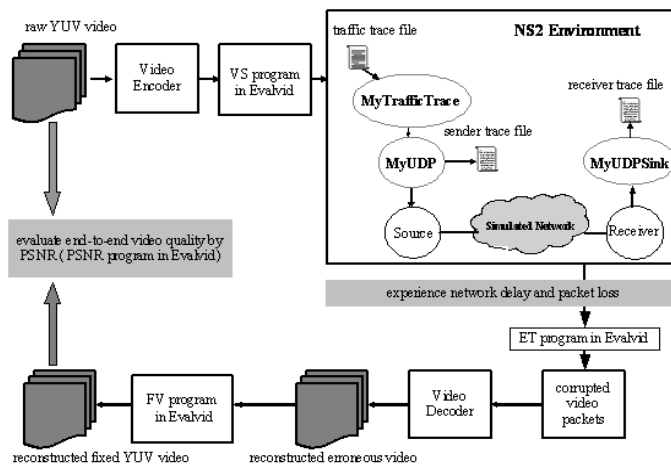 raw YUV video
Video
Encoder
VS program
in Evalvid
traffic trace file
NS2 Environment
MyTrafficTrace
receiver trace file
sender trace file
MyUDP
MyUDPSink
Source
Simulated Network
Receiver
evaluate end-to-end video quality by
PSNR ( PSNR program in Evalvid)
experience network delay and packet loss
ET program in Evalvid
corrupted
video
packets
Video
Decoder
FV program
in Evalvid
reconstructed fixed YUV video
reconstructed erroneous video